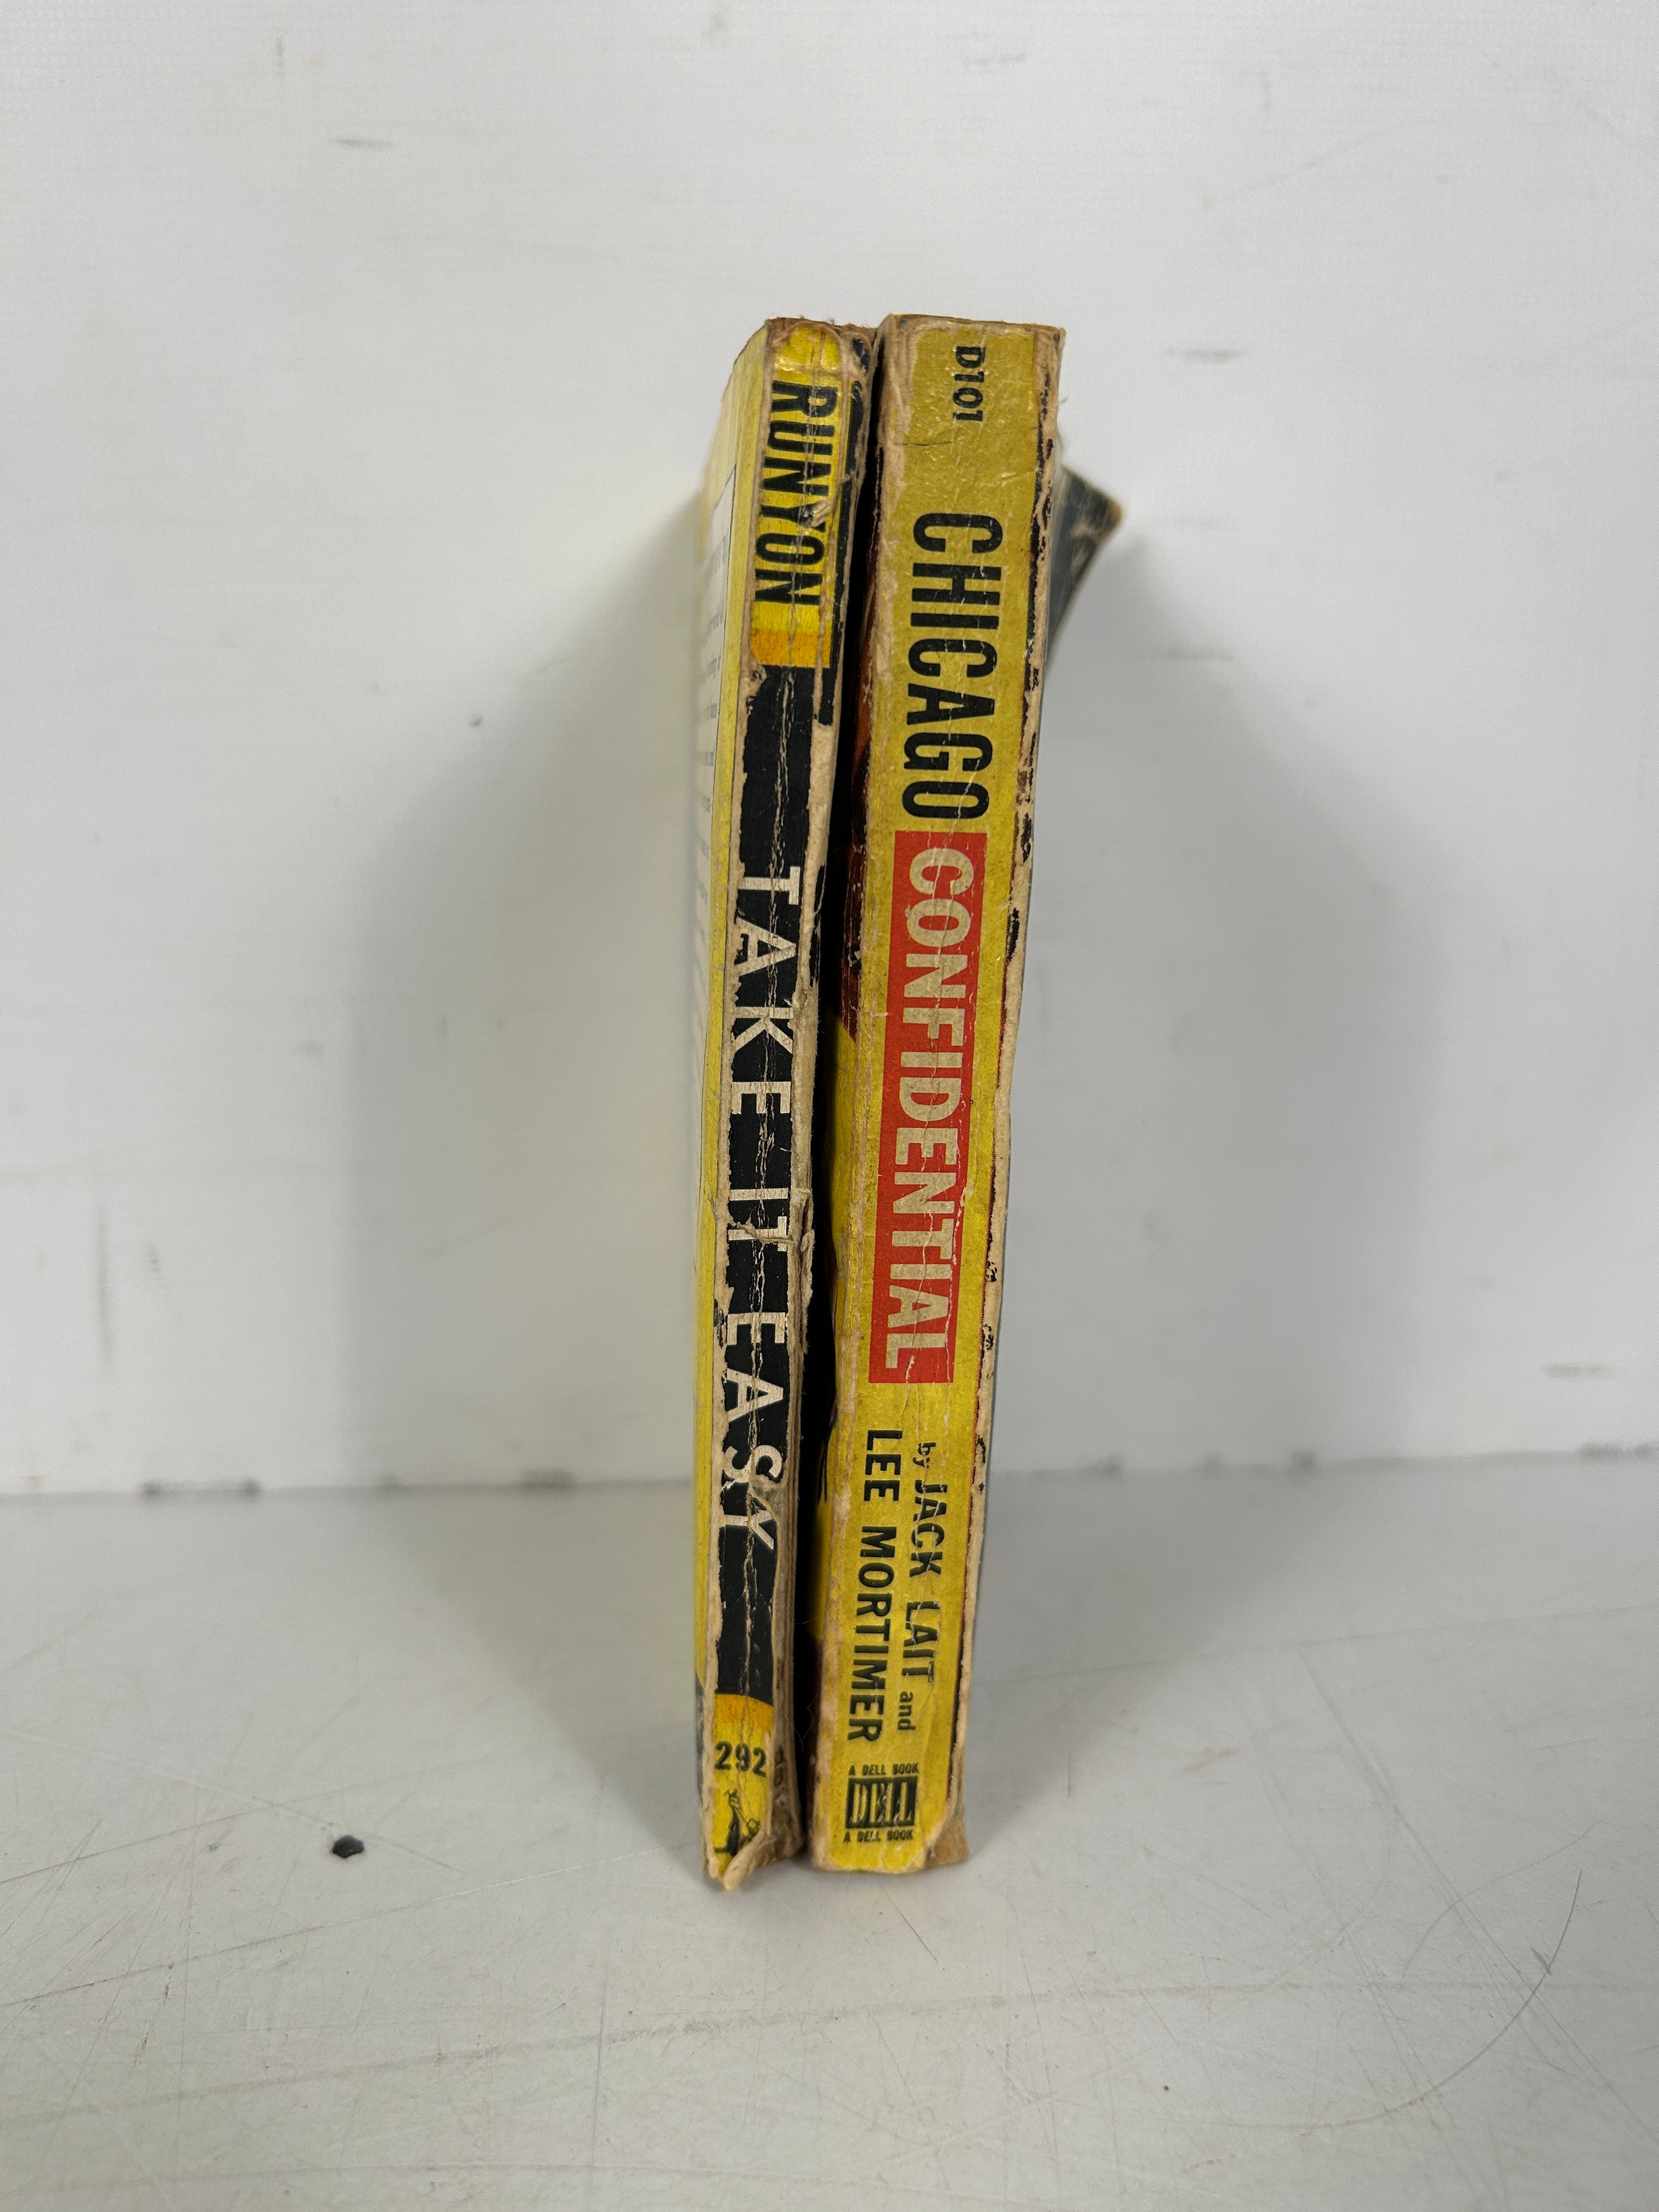 RUNYON
TAKE IT EASY
292
D101
CHICAGO
CONFIDENTIAL
by JACK LAIT and
LEE MORTIMER
A DELL BOOK
DELL
A DELL BOOK